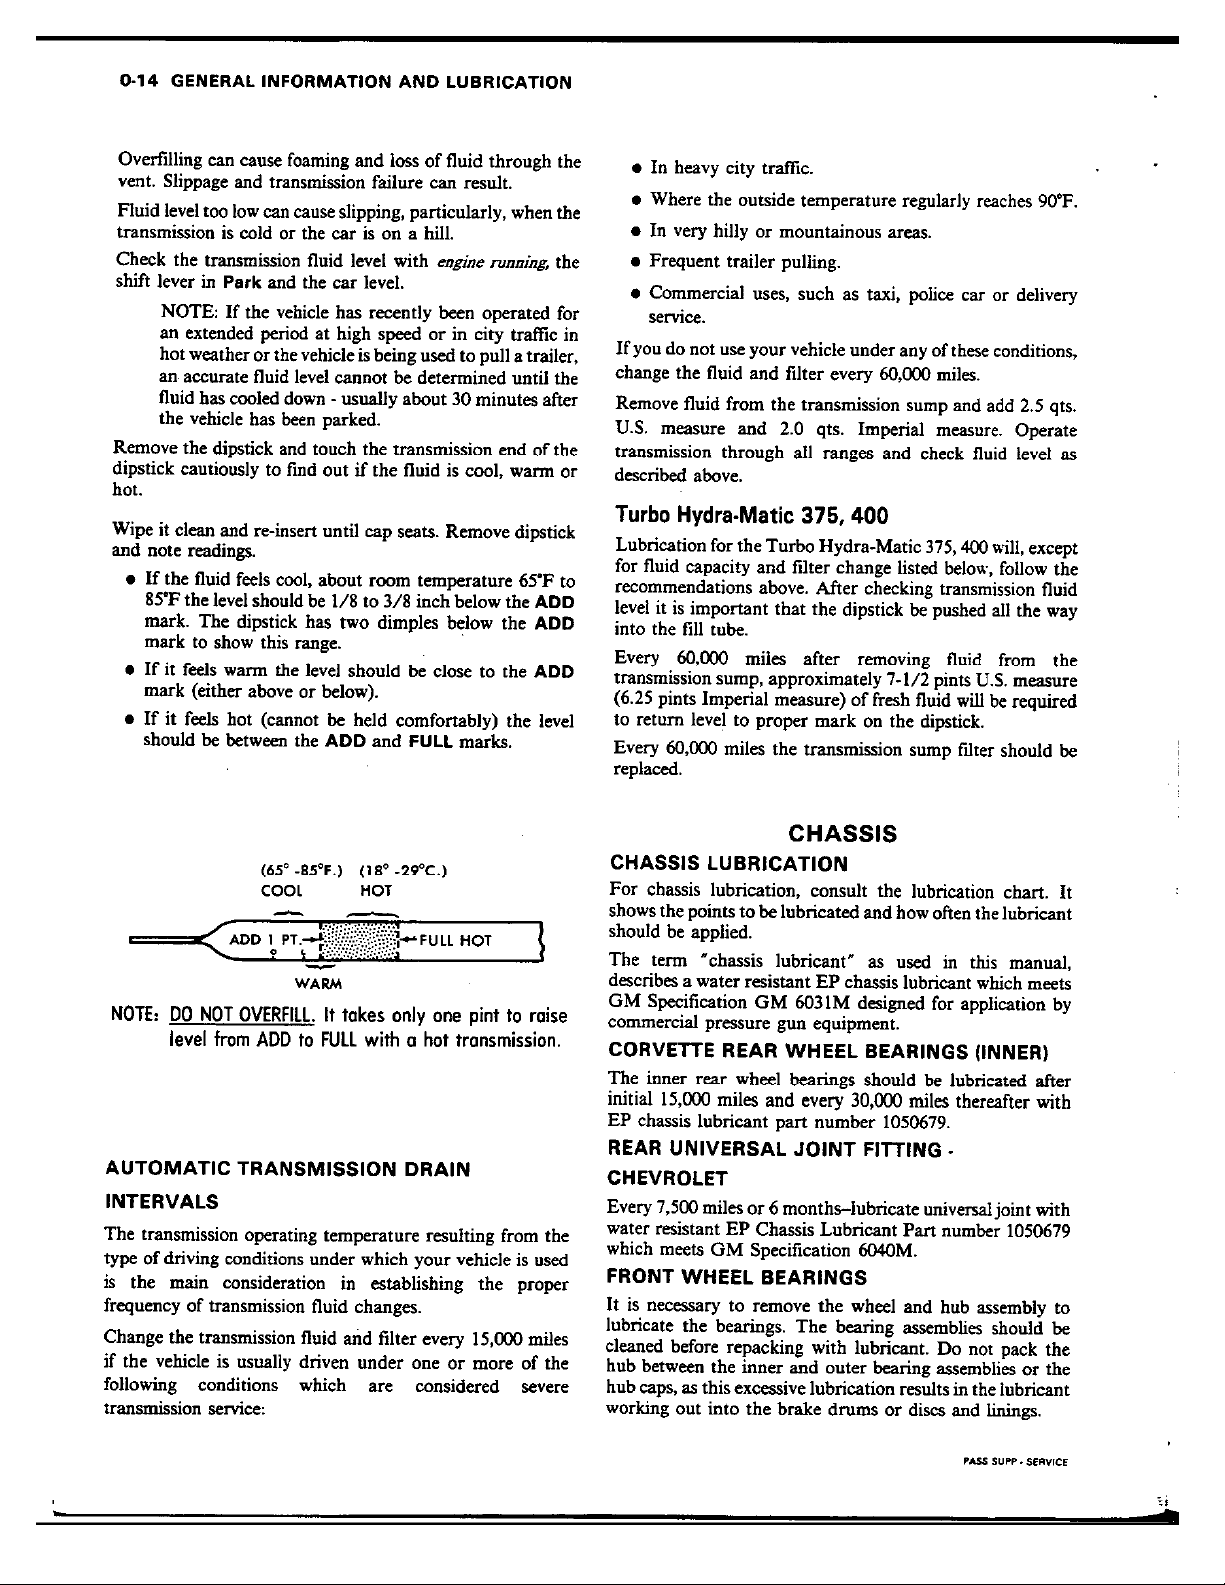 0-14 GENERAL INFORMATION AND LUBRICATION
Overfilling can cause foaming and loss of fluid through the
vent. Slippage and transmission failure can result.
Fluid level too low can cause slipping, particularly, when the
transmission is cold or the car is on a hill.
Check the transmission fluid level with engine running, the
shift lever in Park and the car level.
NOTE: If the vehicle has recently been operated for
an extended period at high speed or in city traffic in
hot weather or the vehicle is being used to pull a trailer,
an accurate fluid level cannot be determined until the
fluid has cooled down - usually about 30 minutes after
the vehicle has been parked.
Remove the dipstick and touch the transmission end of the
dipstick cautiously to find out if the fluid is cool, warm or
hot.
Wipe it clean and re-insert until cap seats. Remove dipstick
and note readings.
• If the fluid feels cool, about room temperature 65°F to
85°F the level should be 1/8 to 3/8 inch below the ADD
mark. The dipstick has two dimples below the ADD
mark to show this range.
• If it feels warm the level should be close to the ADD
mark (either above or below).
• If it feels hot (cannot be held comfortably) the level
should be between the ADD and FULL marks.
(65° -85°F.) (18° -29°C.)
COOL HOT
ADD 1 PT. FULL HOT
WARM
NOTE: DO NOT OVERFILL. It takes only one pint to raise
level from ADD to FULL with a hot transmission.
AUTOMATIC TRANSMISSION DRAIN
INTERVALS
The transmission operating temperature resulting from the
type of driving conditions under which your vehicle is used
is the main consideration in establishing the proper
frequency of transmission fluid changes.
Change the transmission fluid and filter every 15,000 miles
if the vehicle is usually driven under one or more of the
following conditions which are considered severe
transmission service:
• In heavy city traffic.
• Where the outside temperature regularly reaches 90°F.
• In very hilly or mountainous areas.
• Frequent trailer pulling.
• Commercial uses, such as taxi, police car or delivery
service.
If you do not use your vehicle under any of these conditions,
change the fluid and filter every 60,000 miles.
Remove fluid from the transmission sump and add 2.5 qts.
U.S. measure and 2.0 qts. Imperial measure. Operate
transmission through all ranges and check fluid level as
described above.
Turbo Hydra-Matic 375, 400
Lubrication for the Turbo Hydra-Matic 375, 400 will, except
for fluid capacity and filter change listed below, follow the
recommendations above. After checking transmission fluid
level it is important that the dipstick be pushed all the way
into the fill tube.
Every 60,000 miles after removing fluid from the
transmission sump, approximately 7-1/2 pints U.S. measure
(6.25 pints Imperial measure) of fresh fluid will be required
to return level to proper mark on the dipstick.
Every 60,000 miles the transmission sump filter should be
replaced.
CHASSIS
CHASSIS LUBRICATION
For chassis lubrication, consult the lubrication chart. It
shows the points to be lubricated and how often the lubricant
should be applied.
The term "chassis lubricant" as used in this manual,
describes a water resistant EP chassis lubricant which meets
GM Specification GM 6031M designed for application by
commercial pressure gun equipment.
CORVETTE REAR WHEEL BEARINGS (INNER)
The inner rear wheel bearings should be lubricated after
initial 15,000 miles and every 30,000 miles thereafter with
EP chassis lubricant part number 1050679.
REAR UNIVERSAL JOINT FITTING -
CHEVROLET
Every 7,500 miles or 6 months—lubricate universal joint with
water resistant EP Chassis Lubricant Part number 1050679
which meets GM Specification 6040M.
FRONT WHEEL BEARINGS
It is necessary to remove the wheel and hub assembly to
lubricate the bearings. The bearing assemblies should be
cleaned before repacking with lubricant. Do not pack the
hub between the inner and outer bearing assemblies or the
hub caps, as this excessive lubrication results in the lubricant
working out into the brake drums or discs and linings.
PASS SUPP - SERVICE